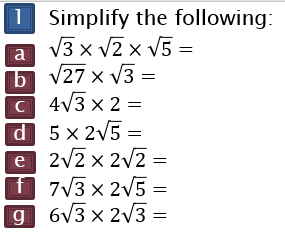 1 Simplify the following:
a √3 × √2 × √5 =
b √27 × √3 =
c 4√3 × 2 =
d 5 × 2√5 =
e 2√2 × 2√2 =
f 7√3 × 2√5 =
g 6√3 × 2√3 =